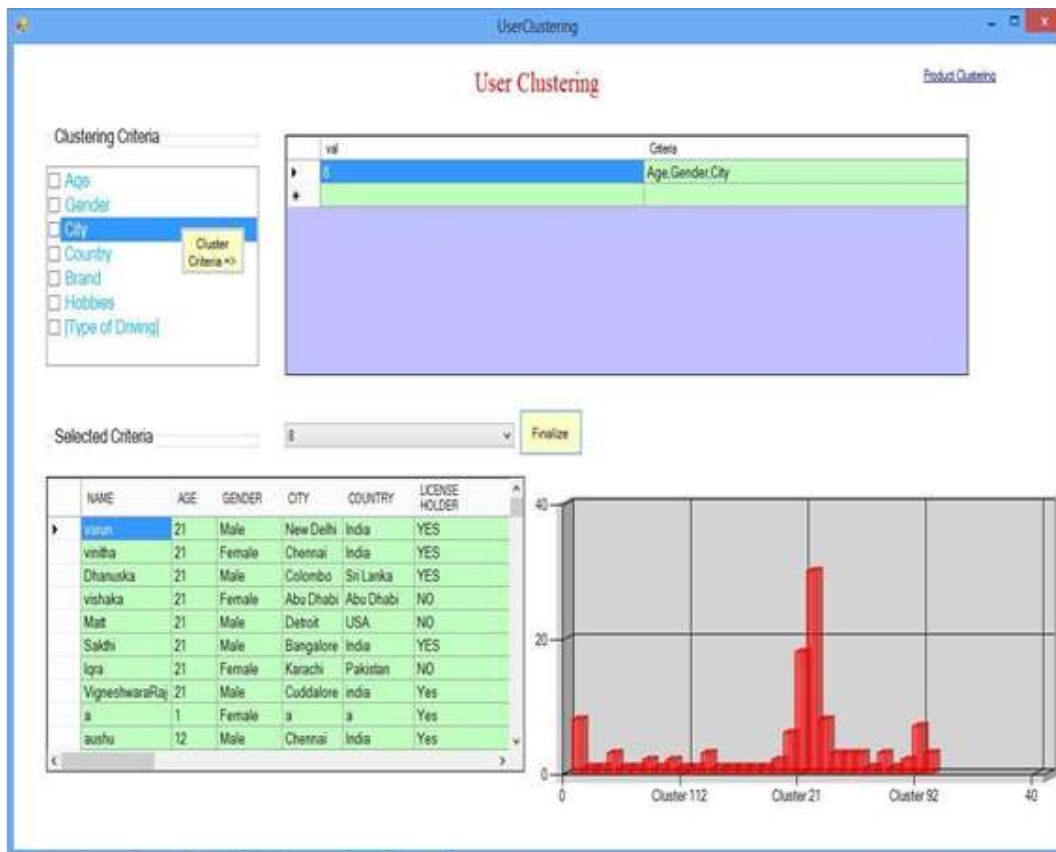 UserClustering
User Clustering
Product Clustering
Clustering Criteria
Age
Gender
City
Country
Brand
Hobbies
[Type of Driving]
Cluster
Criteria =>
val Criteria
8 Age,Gender,City
Selected Criteria
8
Finalize
NAME AGE GENDER CITY COUNTRY LICENSE HOLDER
varun 21 Male New Delhi India YES
vinitha 21 Female Chennai India YES
Dhanuska 21 Male Colombo Sri Lanka YES
vishaka 21 Female Abu Dhabi Abu Dhabi NO
Matt 21 Male Detroit USA NO
Sakthi 21 Male Bangalore India YES
Iqra 21 Female Karachi Pakistan NO
VigneshwaraRaj 21 Male Cuddalore india Yes
a 1 Female a a Yes
aushu 12 Male Chennai India Yes
40
20
0
0 Cluster 112 Cluster 21 Cluster 92 40